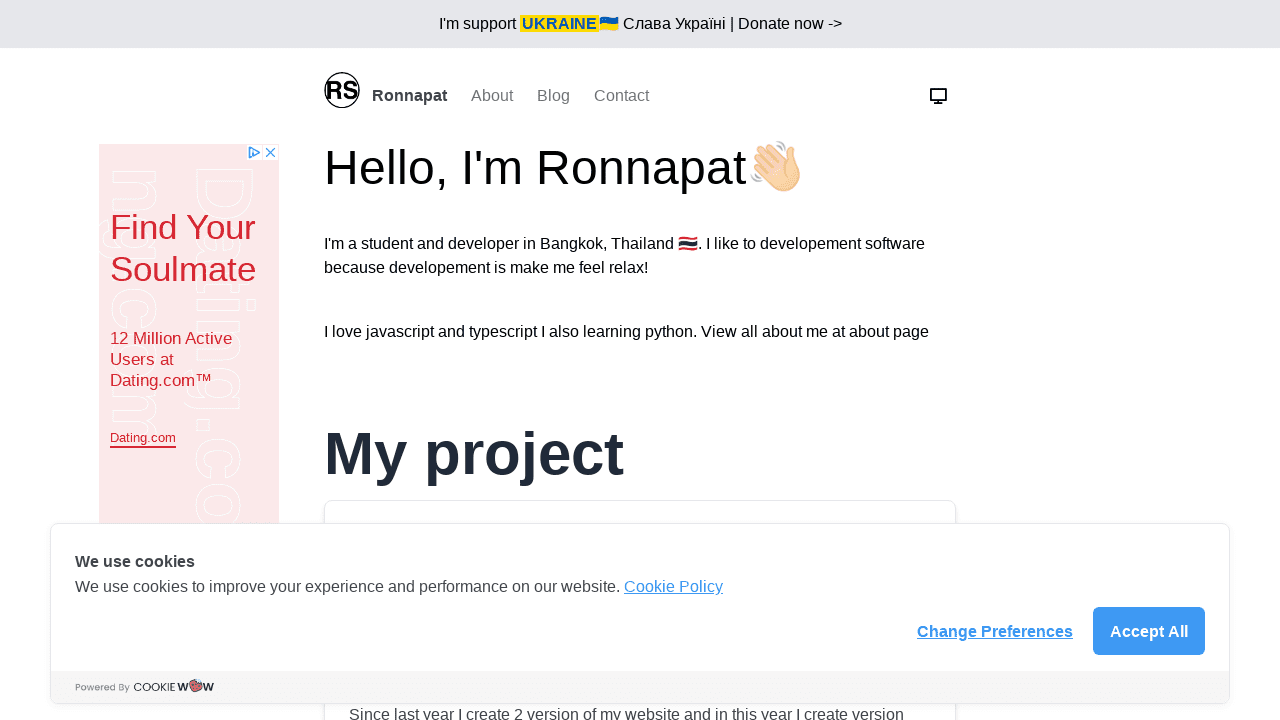 I'm support UKRAINE🇺🇦 Слава Україні | Donate now ->
RS Ronnapat About Blog Contact
Hello, I'm Ronnapat👋🏻
I'm a student and developer in Bangkok, Thailand 🇹🇭. I like to developement software
because developement is make me feel relax!
I love javascript and typescript I also learning python. View all about me at about page
Find Your
Soulmate
12 Million Active
Users at
Dating.com™
Dating.com
Dating.com
My project
We use cookies
We use cookies to improve your experience and performance on our website. Cookie Policy
Change Preferences
Accept All
Powered By COOKIE WOW
Since last year I create 2 version of my website and in this year I create version